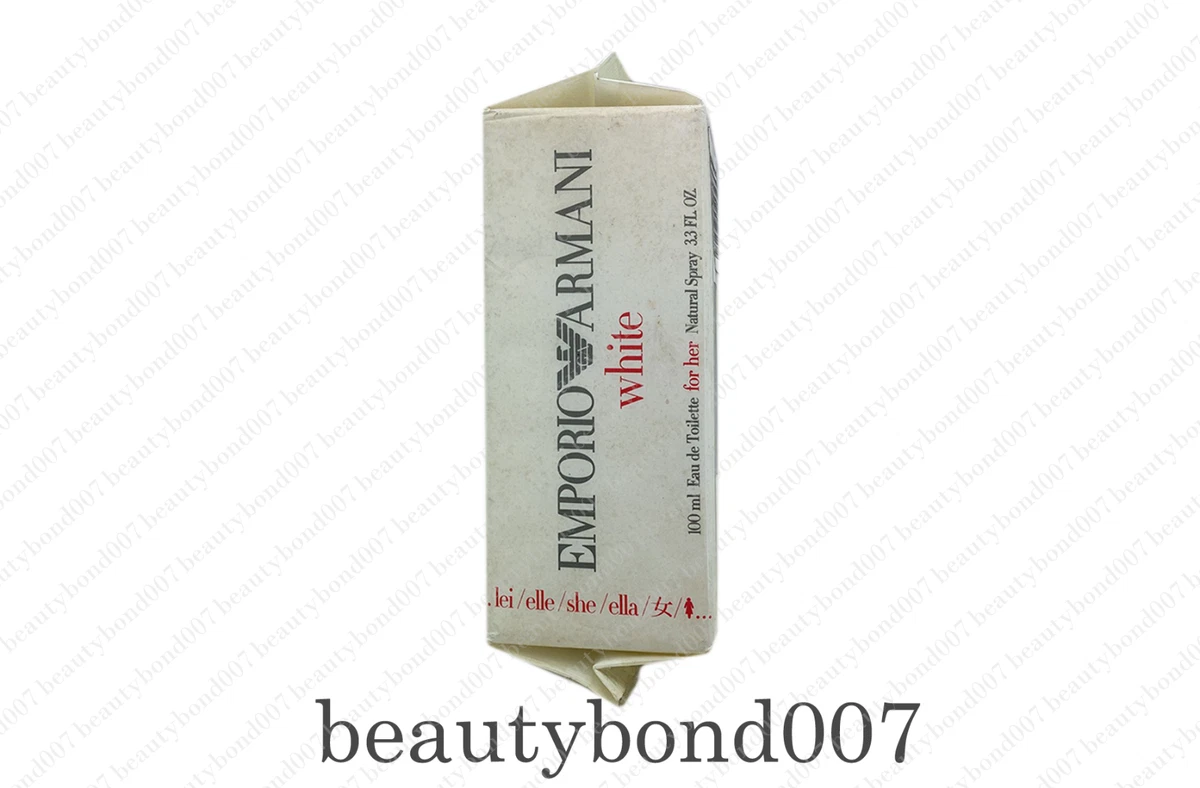 EMPORIO ARMANI
white
100 ml Eau de Toilette for her Natural Spray 3.3 FL. OZ.
. lei / elle / she / ella / 女 / ...
beautybond007